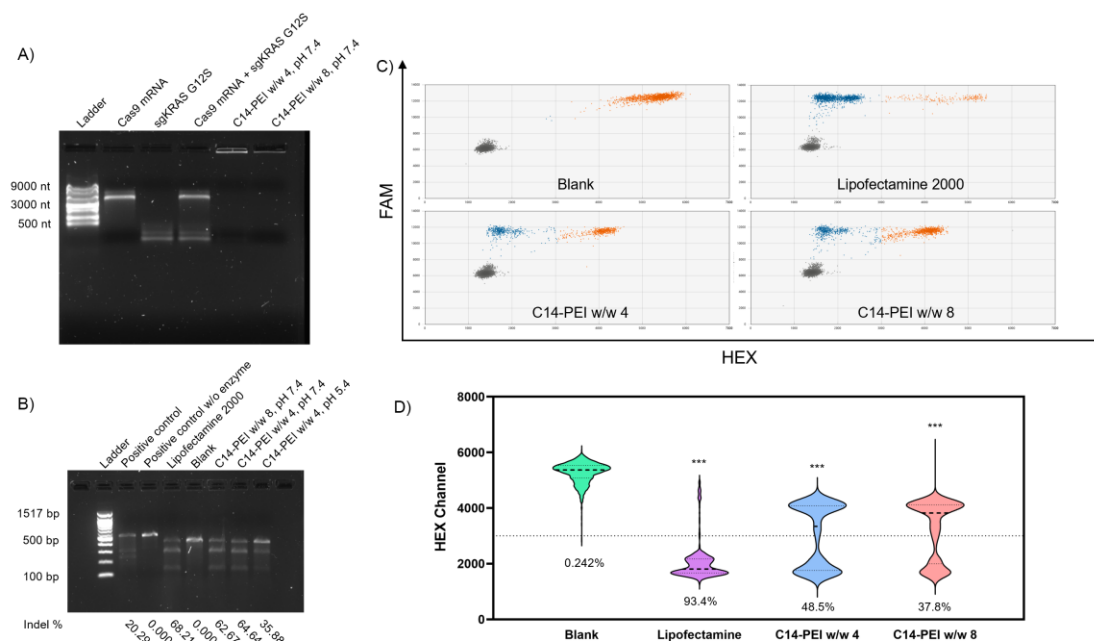 A)
Ladder
Cas9 mRNA
sgKRAS G12S
Cas9 mRNA + sgKRAS G12S
C14-PEI w/w 4, pH 7.4
C14-PEI w/w 8, pH 7.4
9000 nt
3000 nt
500 nt
B)
Ladder
Positive control
Positive control w/o enzyme
Lipofectamine 2000
Blank
C14-PEI w/w 8, pH 7.4
C14-PEI w/w 4, pH 7.4
C14-PEI w/w 4, pH 5.4
1517 bp
500 bp
100 bp
Indel %
20.29
0.000
68.21
0.000
62.67
64.64
35.88
C)
FAM
Blank
Lipofectamine 2000
C14-PEI w/w 4
C14-PEI w/w 8
HEX
D)
HEX Channel
8000
6000
4000
2000
0
***
***
***
0.242%
93.4%
48.5%
37.8%
Blank
Lipofectamine
C14-PEI w/w 4
C14-PEI w/w 8